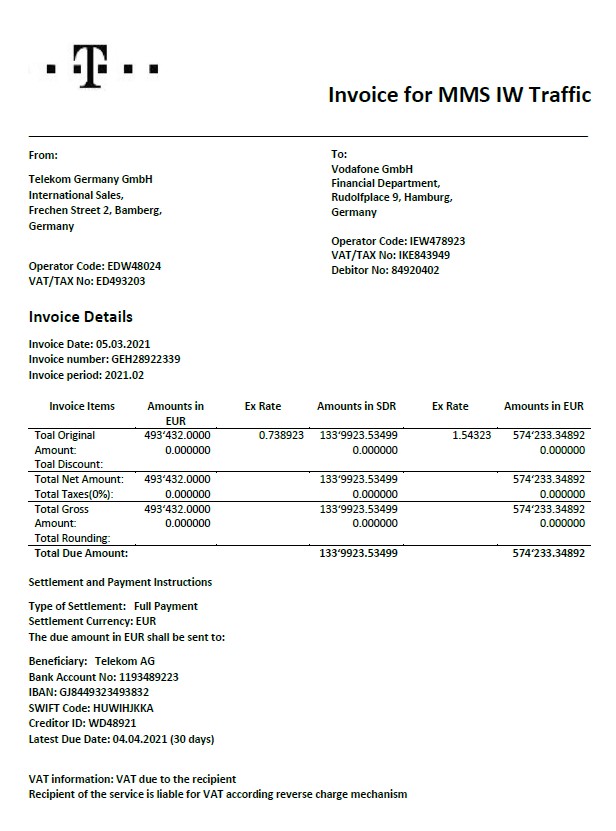 T
Invoice for MMS IW Traffic
From:
Telekom Germany GmbH
International Sales,
Frechen Street 2, Bamberg,
Germany
Operator Code: EDW48024
VAT/TAX No: ED493203
To:
Vodafone GmbH
Financial Department,
Rudolfplace 9, Hamburg,
Germany
Operator Code: IEW478923
VAT/TAX No: IKE843949
Debitor No: 84920402
Invoice Details
Invoice Date: 05.03.2021
Invoice number: GEH28922339
Invoice period: 2021.02
Invoice Items Amounts in Ex Rate Amounts in SDR Ex Rate Amounts in EUR
EUR
Toal Original 493‘432.0000 0.738923 133‘9923.53499 1.54323 574‘233.34892
Amount: 0.000000 0.000000 0.000000
Toal Discount:
Total Net Amount: 493‘432.0000 133‘9923.53499 574‘233.34892
Total Taxes(0%): 0.000000 0.000000 0.000000
Total Gross 493‘432.0000 133‘9923.53499 574‘233.34892
Amount: 0.000000 0.000000 0.000000
Total Rounding:
Total Due Amount: 133‘9923.53499 574‘233.34892
Settlement and Payment Instructions
Type of Settlement: Full Payment
Settlement Currency: EUR
The due amount in EUR shall be sent to:
Beneficiary: Telekom AG
Bank Account No: 1193489223
IBAN: GJ8449323493832
SWIFT Code: HUWIHJKKA
Creditor ID: WD48921
Latest Due Date: 04.04.2021 (30 days)
VAT information: VAT due to the recipient
Recipient of the service is liable for VAT according reverse charge mechanism